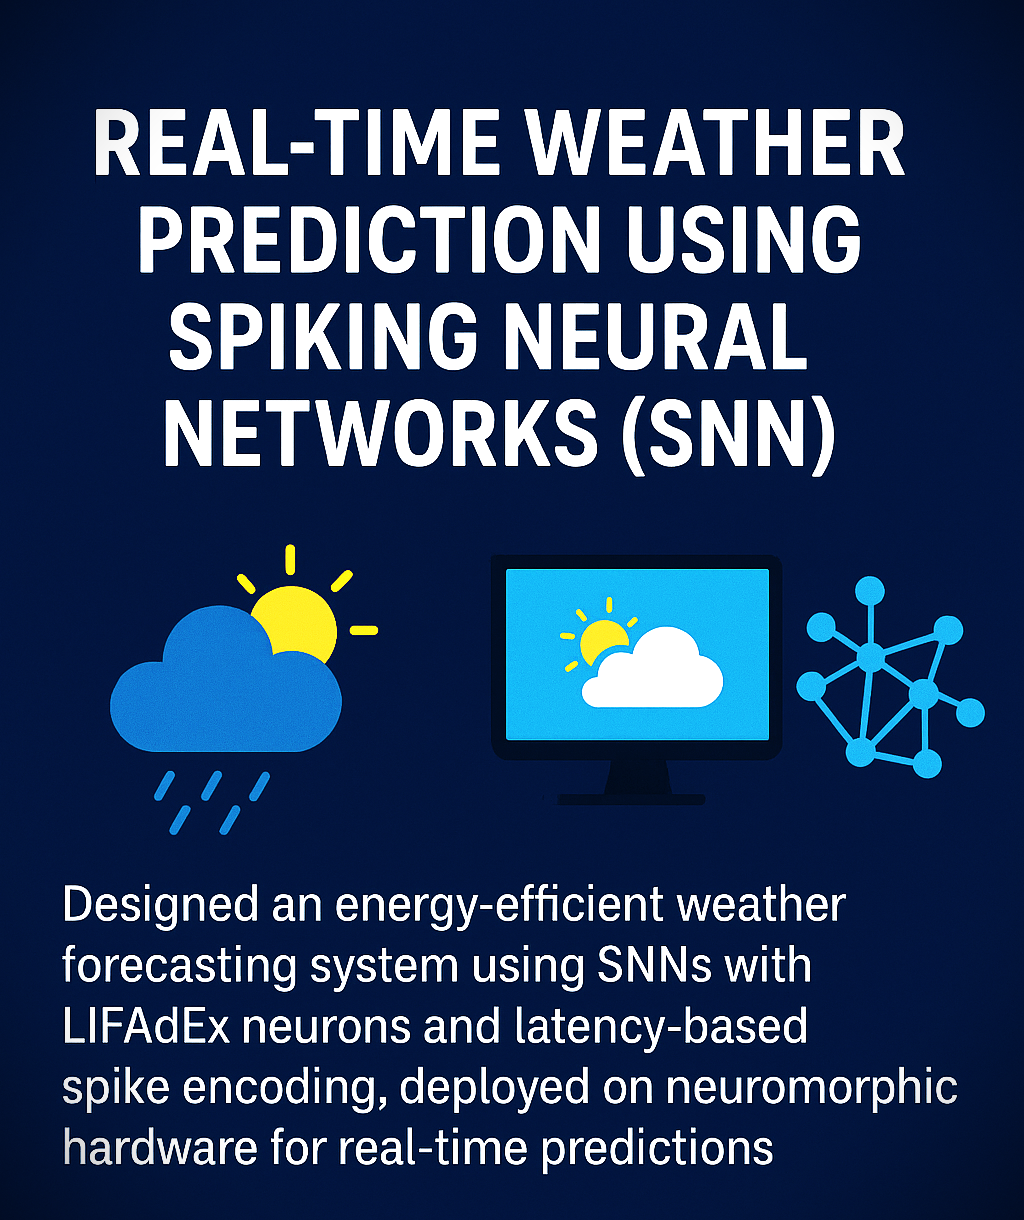 REAL-TIME WEATHER
PREDICTION USING
SPIKING NEURAL
NETWORKS (SNN)
Designed an energy-efficient weather
forecasting system using SNNs with
LIFAdEx neurons and latency-based
spike encoding, deployed on neuromorphic
hardware for real-time predictions